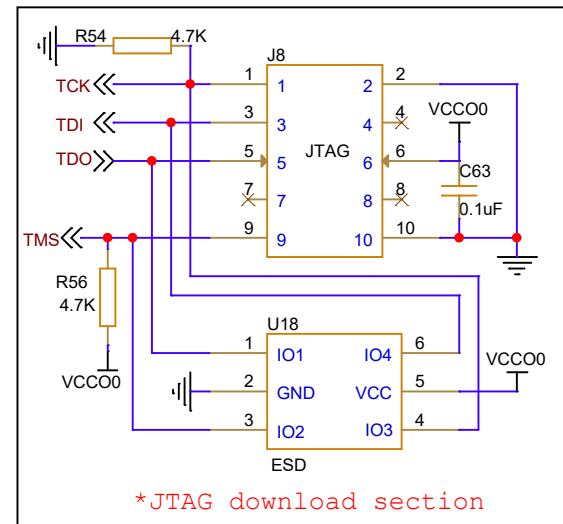 R54 4.7K
J8
TCK 1 1 2 2
VCCO0
TDI 3 3 4 4
TDO 5 5 JTAG 6 6
C63
7 7 8 8
0.1uF
TMS 9 9 10 10
R56
4.7K
U18
1 IO1 IO4 6
VCCO0
VCCO0
2 GND VCC 5
3 IO2 IO3 4
ESD
*JTAG download section